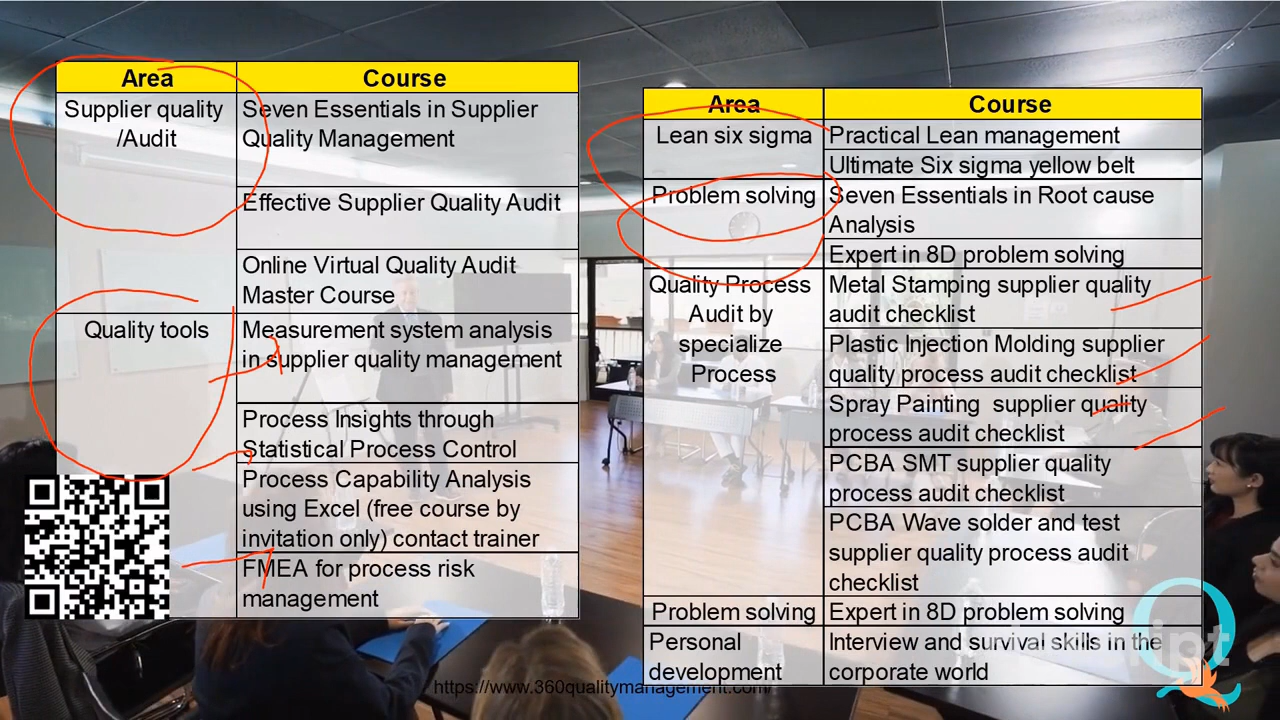 Area Course
Supplier quality
/Audit
Seven Essentials in Supplier
Quality Management
Effective Supplier Quality Audit
Online Virtual Quality Audit
Master Course
Quality tools
Measurement system analysis
in supplier quality management
Process Insights through
Statistical Process Control
Process Capability Analysis
using Excel (free course by
invitation only) contact trainer
FMEA for process risk
management
Area Course
Lean six sigma
Practical Lean management
Ultimate Six sigma yellow belt
Problem solving
Seven Essentials in Root cause
Analysis
Expert in 8D problem solving
Quality Process
Audit by
specialize
Process
Metal Stamping supplier quality
audit checklist
Plastic Injection Molding supplier
quality process audit checklist
Spray Painting  supplier quality
process audit checklist
PCBA SMT supplier quality
process audit checklist
PCBA Wave solder and test
supplier quality process audit
checklist
Problem solving
Expert in 8D problem solving
Personal
development
Interview and survival skills in the
corporate world
https://www.360qualitymanagement.com/